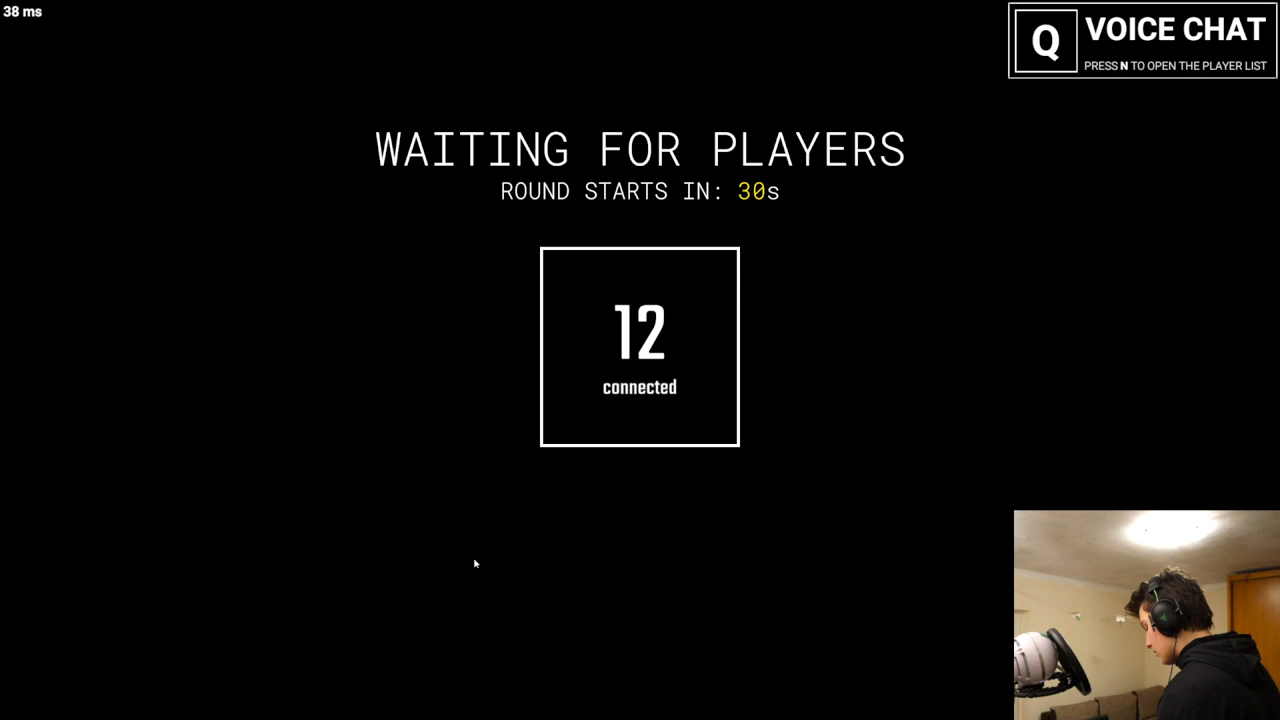 38 ms
Q
VOICE CHAT
PRESS N TO OPEN THE PLAYER LIST
WAITING FOR PLAYERS
ROUND STARTS IN: 30s
12
connected